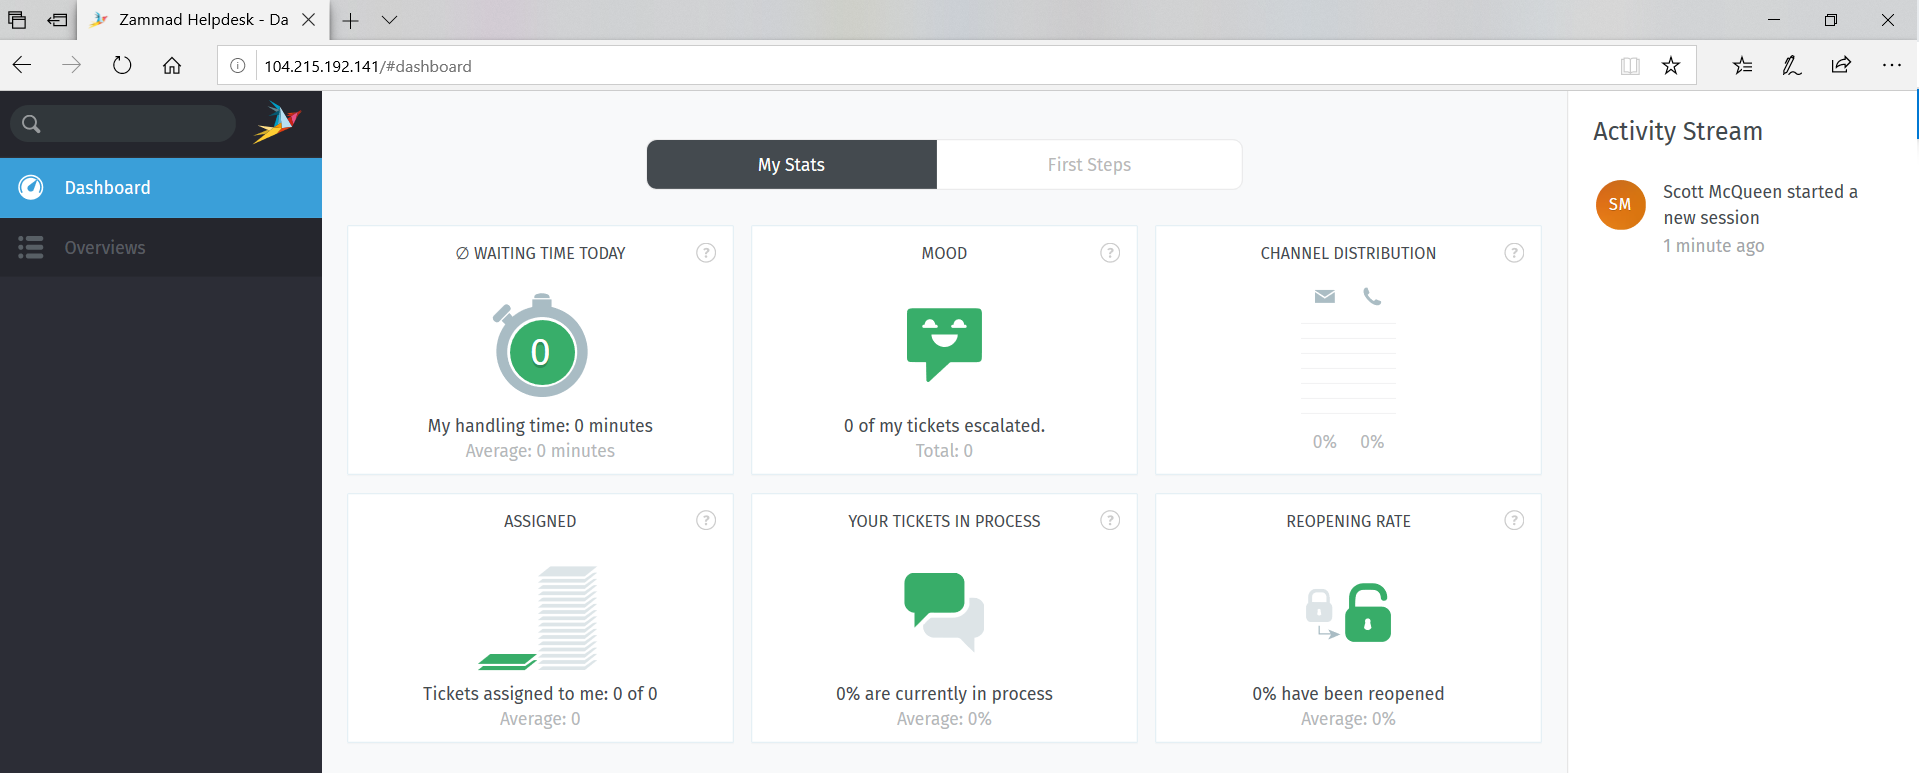 Zammad Helpdesk - Da
104.215.192.141/#dashboard
Dashboard
Overviews
My Stats
First Steps
∅ WAITING TIME TODAY
?
0
My handling time: 0 minutes
Average: 0 minutes
MOOD
?
0 of my tickets escalated.
Total: 0
CHANNEL DISTRIBUTION
?
0% 0%
ASSIGNED
?
Tickets assigned to me: 0 of 0
Average: 0
YOUR TICKETS IN PROCESS
?
0% are currently in process
Average: 0%
REOPENING RATE
?
0% have been reopened
Average: 0%
Activity Stream
SM
Scott McQueen started a
new session
1 minute ago